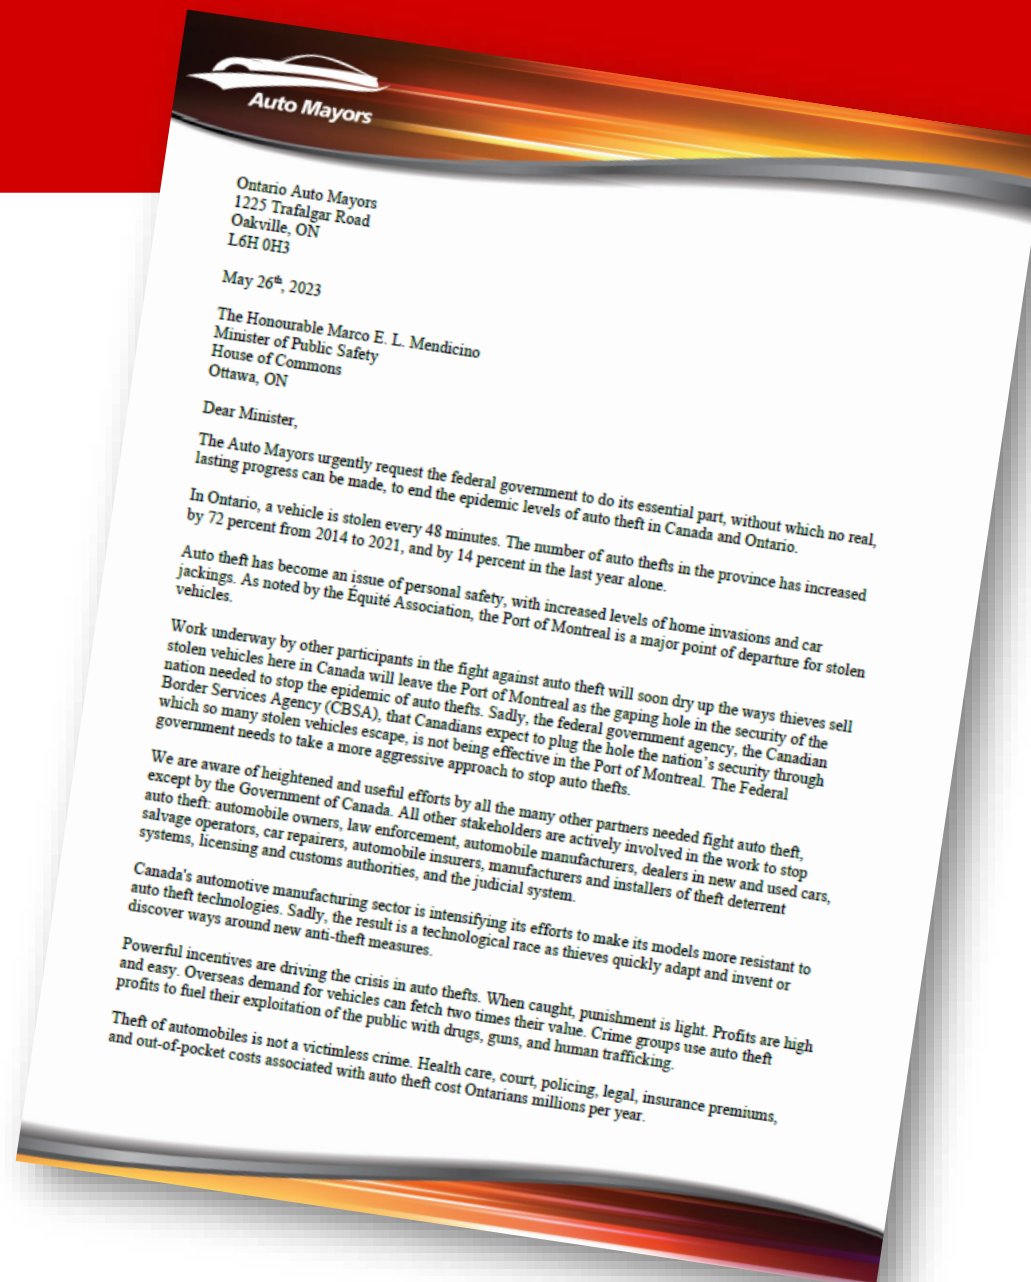 Auto Mayors
Ontario Auto Mayors
1225 Trafalgar Road
Oakville, ON
L6H 0H3
May 26th, 2023
The Honourable Marco E. L. Mendicino
Minister of Public Safety
House of Commons
Ottawa, ON
Dear Minister,
The Auto Mayors urgently request the federal government to do its essential part, without which no real,
lasting progress can be made, to end the epidemic levels of auto theft in Canada and Ontario.
In Ontario, a vehicle is stolen every 48 minutes. The number of auto thefts in the province has increased
by 72 percent from 2014 to 2021, and by 14 percent in the last year alone.
Auto theft has become an issue of personal safety, with increased levels of home invasions and car
jackings. As noted by the Équité Association, the Port of Montreal is a major point of departure for stolen
vehicles.
Work underway by other participants in the fight against auto theft will soon dry up the ways thieves sell
stolen vehicles here in Canada will leave the Port of Montreal as the gaping hole in the security of the
nation needed to stop the epidemic of auto thefts. Sadly, the federal government agency, the Canadian
Border Services Agency (CBSA), that Canadians expect to plug the hole the nation's security through
which so many stolen vehicles escape, is not being effective in the Port of Montreal. The Federal
government needs to take a more aggressive approach to stop auto thefts.
We are aware of heightened and useful efforts by all the many other partners needed fight auto theft,
except by the Government of Canada. All other stakeholders are actively involved in the work to stop
auto theft: automobile owners, law enforcement, automobile manufacturers, dealers in new and used cars,
salvage operators, car repairers, automobile insurers, manufacturers and installers of theft deterrent
systems, licensing and customs authorities, and the judicial system.
Canada's automotive manufacturing sector is intensifying its efforts to make its models more resistant to
auto theft technologies. Sadly, the result is a technological race as thieves quickly adapt and invent or
discover ways around new anti-theft measures.
Powerful incentives are driving the crisis in auto thefts. When caught, punishment is light. Profits are high
and easy. Overseas demand for vehicles can fetch two times their value. Crime groups use auto theft
profits to fuel their exploitation of the public with drugs, guns, and human trafficking.
Theft of automobiles is not a victimless crime. Health care, court, policing, legal, insurance premiums,
and out-of-pocket costs associated with auto theft cost Ontarians millions per year.